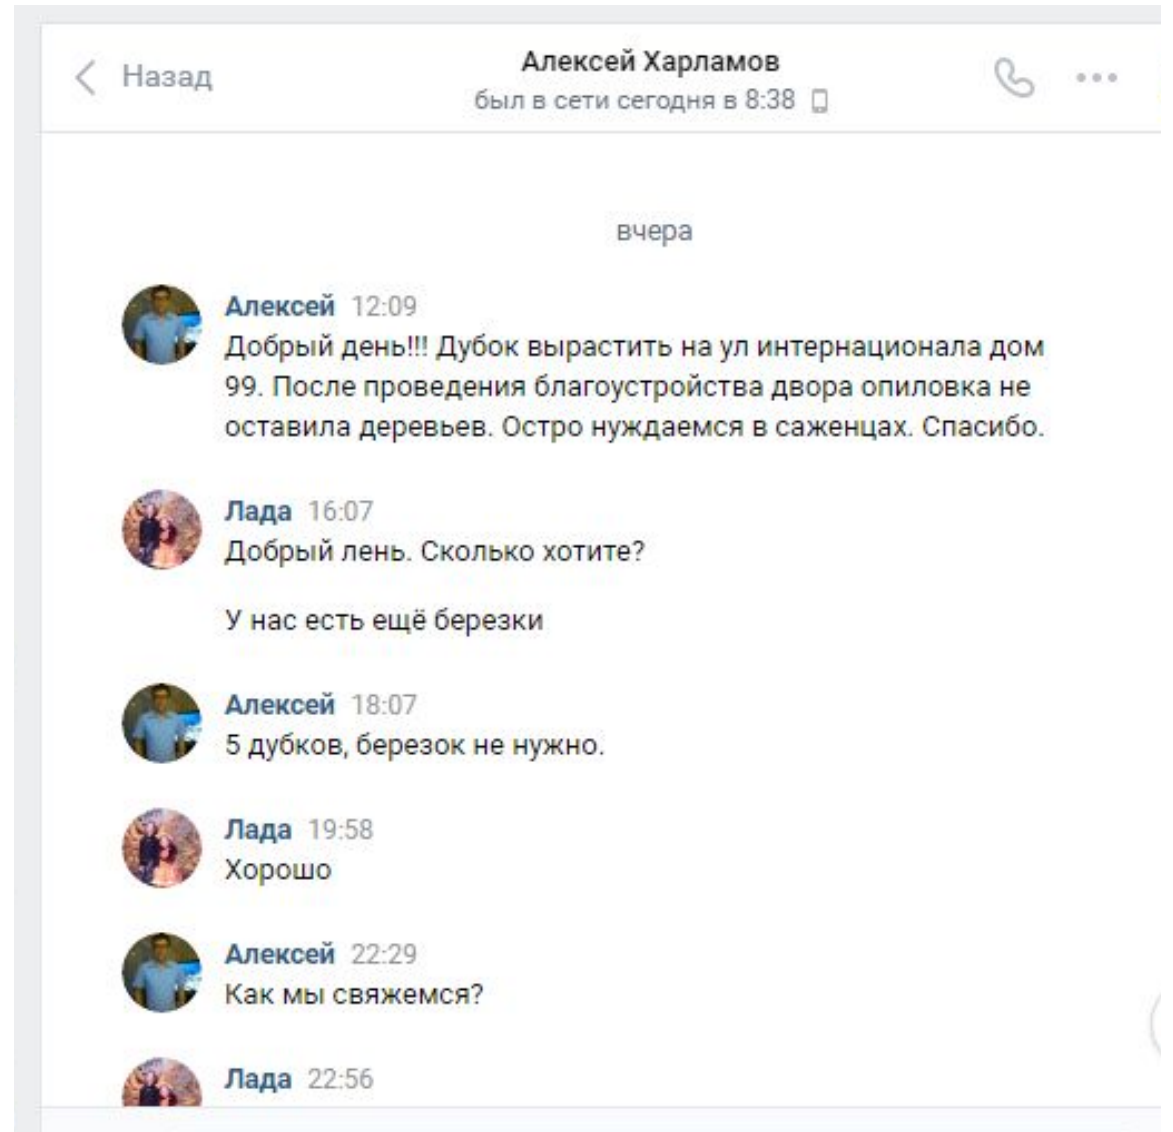 Назад
Алексей Харламов
был в сети сегодня в 8:38
вчера
Алексей 12:09
Добрый день!!! Дубок вырастить на ул интернационала дом
99. После проведения благоустройства двора опиловка не
оставила деревьев. Остро нуждаемся в саженцах. Спасибо.
Лада 16:07
Добрый лень. Сколько хотите?
У нас есть ещё березки
Алексей 18:07
5 дубков, березок не нужно.
Лада 19:58
Хорошо
Алексей 22:29
Как мы свяжемся?
Лада 22:56